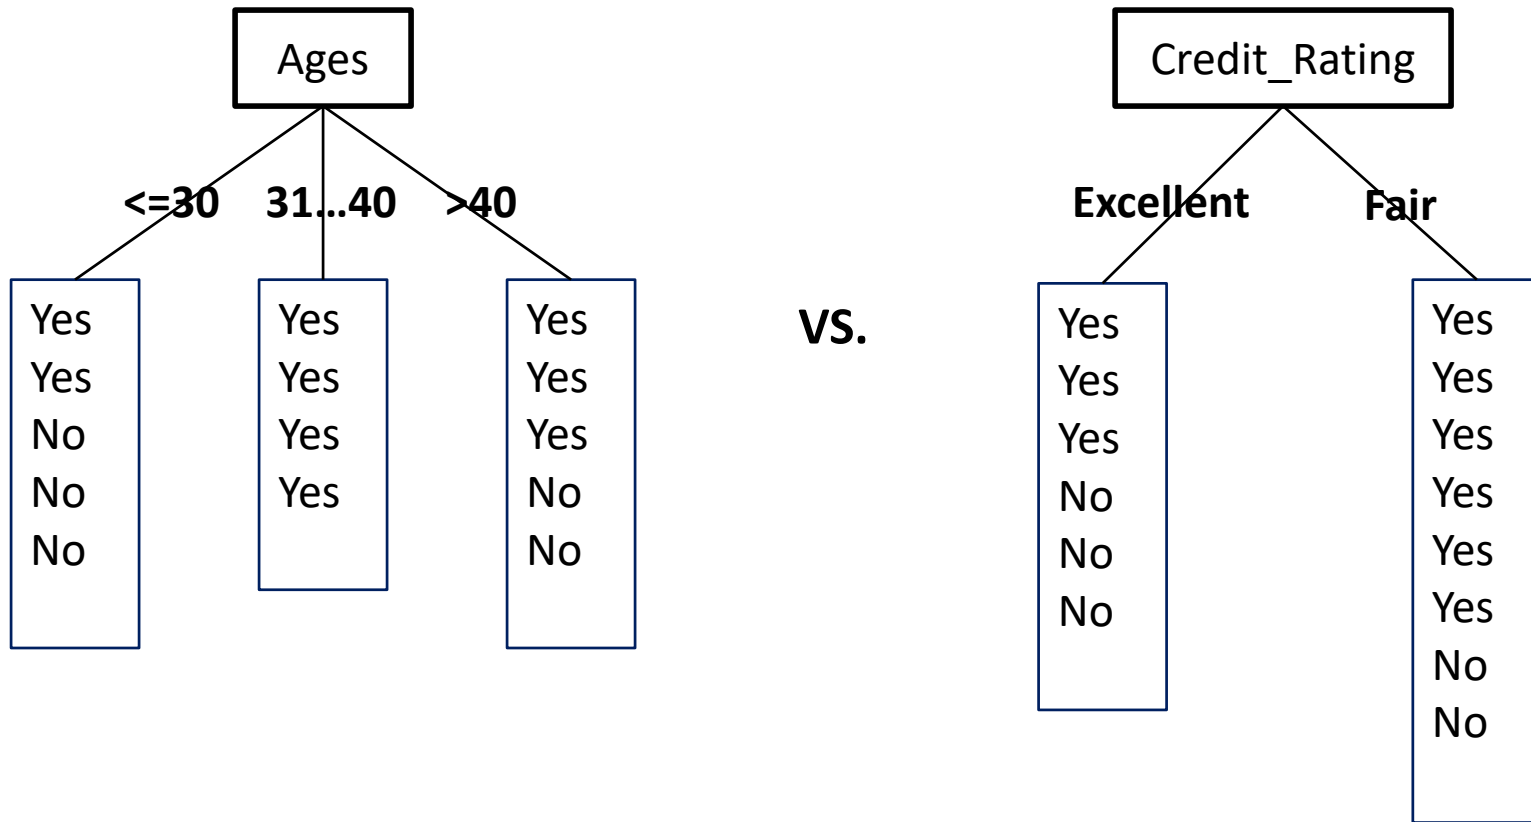 Ages
<=30 31...40 >40
Yes
Yes
No
No
No
Yes
Yes
Yes
Yes
Yes
Yes
Yes
No
No
VS.
Credit_Rating
Excellent Fair
Yes
Yes
Yes
No
No
No
Yes
Yes
Yes
Yes
Yes
Yes
No
No